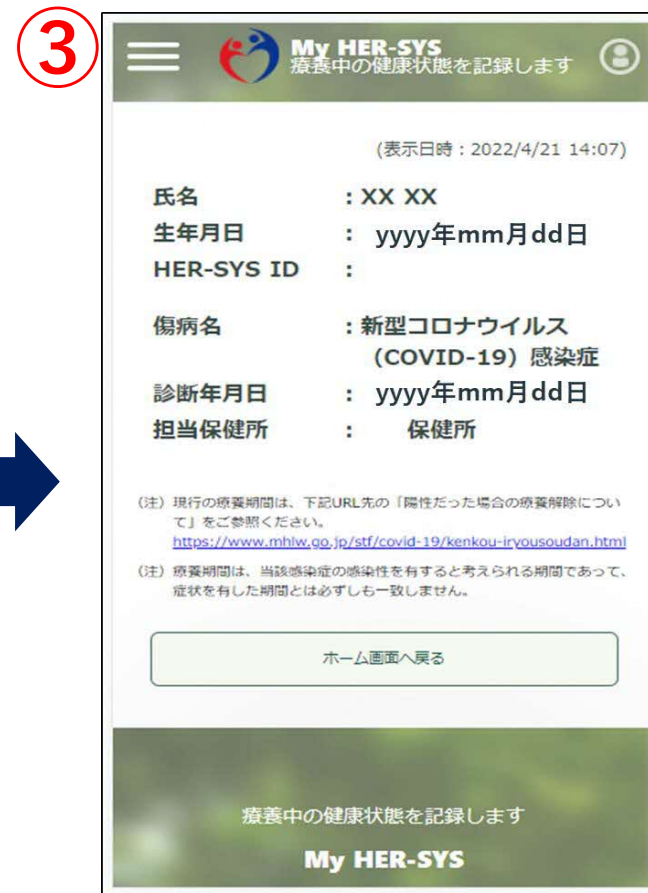 ③
My HER-SYS
療養中の健康状態を記録します
(表示日時：2022/4/21 14:07)
氏名 ：XX XX
生年月日 ： yyyy年mm月dd日
HER-SYS ID ：
傷病名 ：新型コロナウイルス
（COVID-19）感染症
診断年月日 ： yyyy年mm月dd日
担当保健所 ： 保健所
（注）現行の療養期間は、下記URL先の「陽性だった場合の療養解除につい
て」をご参照ください。
https://www.mhlw.go.jp/stf/covid-19/kenkou-iryousoudan.html
（注）療養期間は、当該感染症の感染性を有すると考えられる期間であって、
症状を有した期間とは必ずしも一致しません。
ホーム画面へ戻る
療養中の健康状態を記録します
My HER-SYS